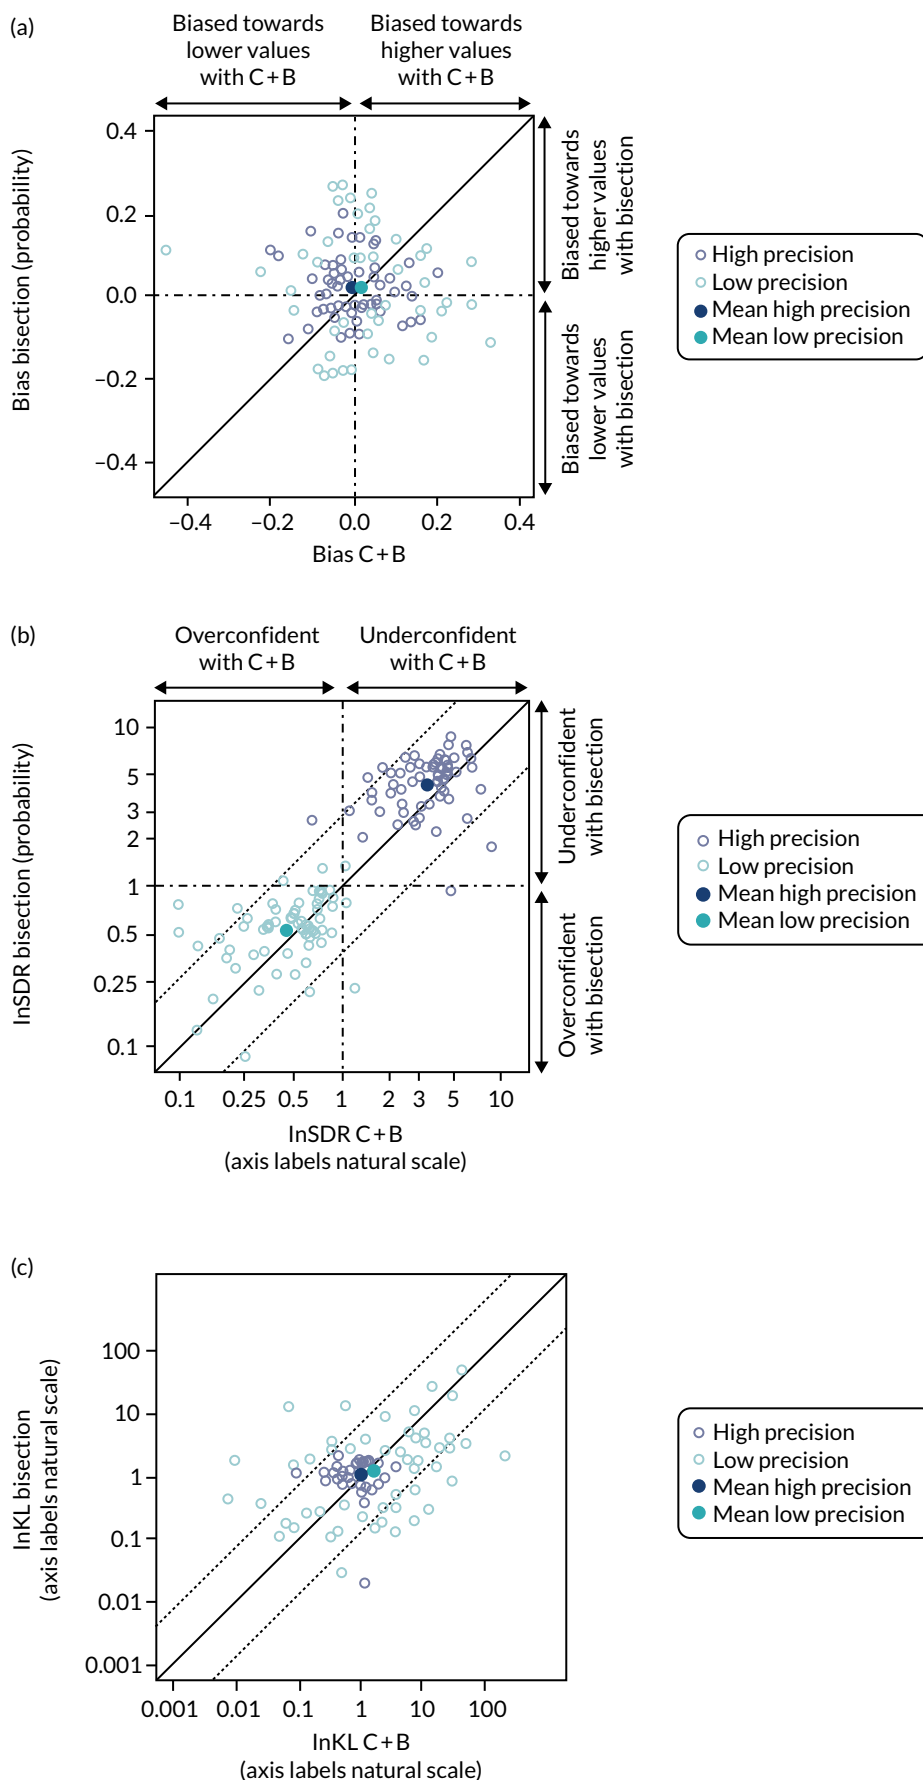 (a)
Biased towards
lower values
with C + B
Biased towards
higher values
with C + B
Bias bisection (probability)
0.4
0.2
0.0
−0.2
−0.4
−0.4
−0.2
0.0
0.2
0.4
Bias C + B
Biased towards
higher values
with bisection
Biased towards
lower values
with bisection
High precision
Low precision
Mean high precision
Mean low precision
(b)
Overconfident
with C + B
Underconfident
with C + B
InSDR bisection (probability)
10
5
3
2
1
0.5
0.25
0.1
0.1
0.25
0.5
1
2
3
5
10
InSDR C + B
(axis labels natural scale)
Underconfident
with bisection
Overconfident
with bisection
High precision
Low precision
Mean high precision
Mean low precision
(c)
InKL bisection
(axis labels natural scale)
100
10
1
0.1
0.01
0.001
0.001
0.01
0.1
1
10
100
InKL C + B
(axis labels natural scale)
High precision
Low precision
Mean high precision
Mean low precision